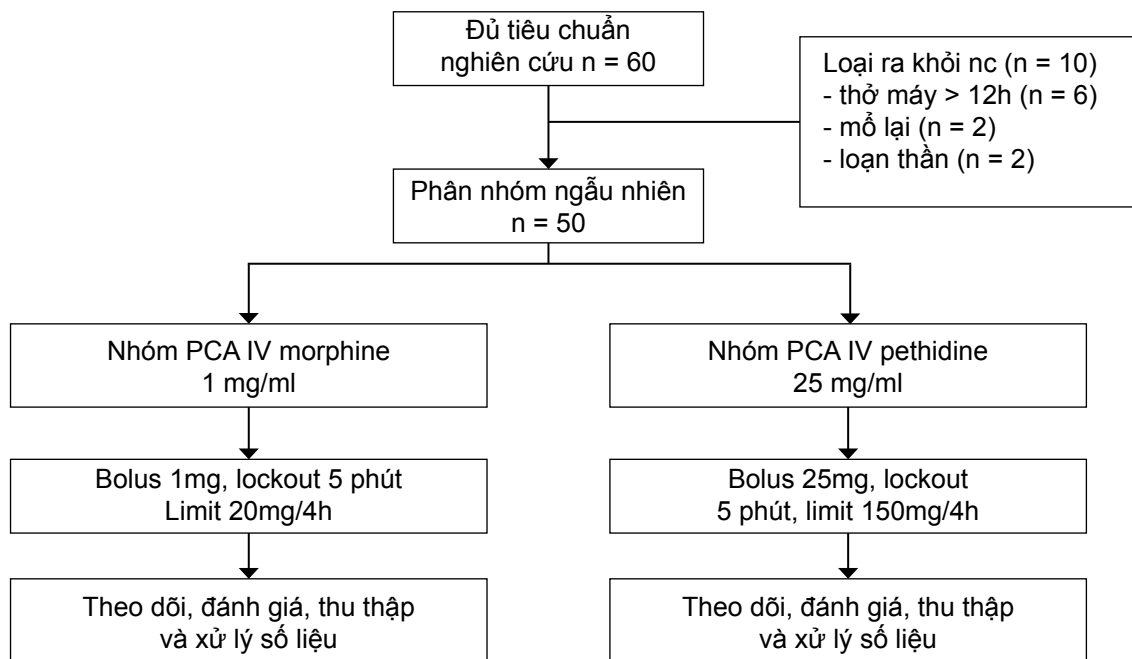 Đủ tiêu chuẩn
nghiên cứu n = 60
Loại ra khỏi nc (n = 10)
- thở máy > 12h (n = 6)
- mổ lại (n = 2)
- loạn thần (n = 2)
Phân nhóm ngẫu nhiên
n = 50
Nhóm PCA IV morphine
1 mg/ml
Nhóm PCA IV pethidine
25 mg/ml
Bolus 1mg, lockout 5 phút
Limit 20mg/4h
Bolus 25mg, lockout
5 phút, limit 150mg/4h
Theo dõi, đánh giá, thu thập
và xử lý số liệu
Theo dõi, đánh giá, thu thập
và xử lý số liệu